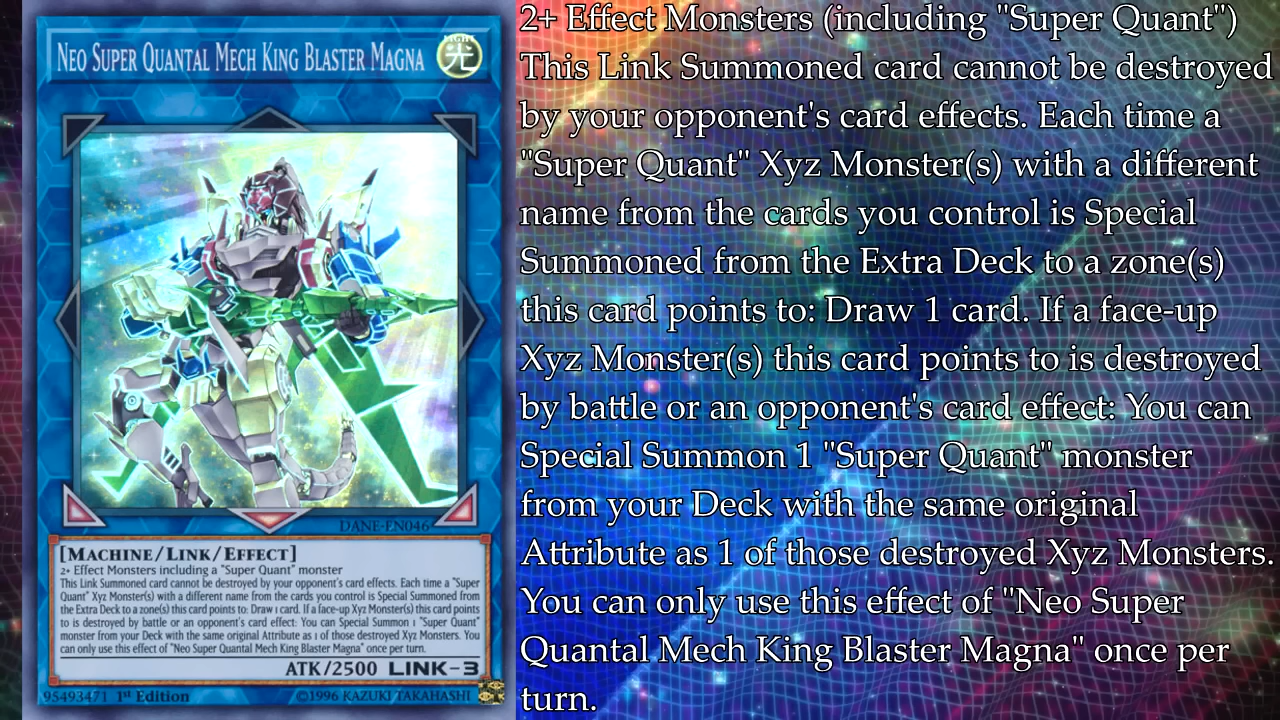 NEO SUPER QUANTAL MECH KING BLASTER MAGNA
LIGHT
光
DANE-EN046
[MACHINE/LINK/EFFECT]
2+ Effect Monsters including a "Super Quant" monster
This Link Summoned card cannot be destroyed by your opponent's card effects. Each time a "Super
Quant" Xyz Monster(s) with a different name from the cards you control is Special Summoned from
the Extra Deck to a zone(s) this card points to: Draw 1 card. If a face-up Xyz Monster(s) this card points
to is destroyed by battle or an opponent's card effect: You can Special Summon 1 "Super Quant"
monster from your Deck with the same original Attribute as 1 of those destroyed Xyz Monsters. You
can only use this effect of "Neo Super Quantal Mech King Blaster Magna" once per turn.
ATK/2500 LINK-3
95493471 1st Edition
©1996 KAZUKI TAKAHASHI
2+ Effect Monsters (including "Super Quant")
This Link Summoned card cannot be destroyed
by your opponent's card effects. Each time a
"Super Quant" Xyz Monster(s) with a different
name from the cards you control is Special
Summoned from the Extra Deck to a zone(s)
this card points to: Draw 1 card. If a face-up
Xyz Monster(s) this card points to is destroyed
by battle or an opponent's card effect: You can
Special Summon 1 "Super Quant" monster
from your Deck with the same original
Attribute as 1 of those destroyed Xyz Monsters.
You can only use this effect of "Neo Super
Quantal Mech King Blaster Magna" once per
turn.